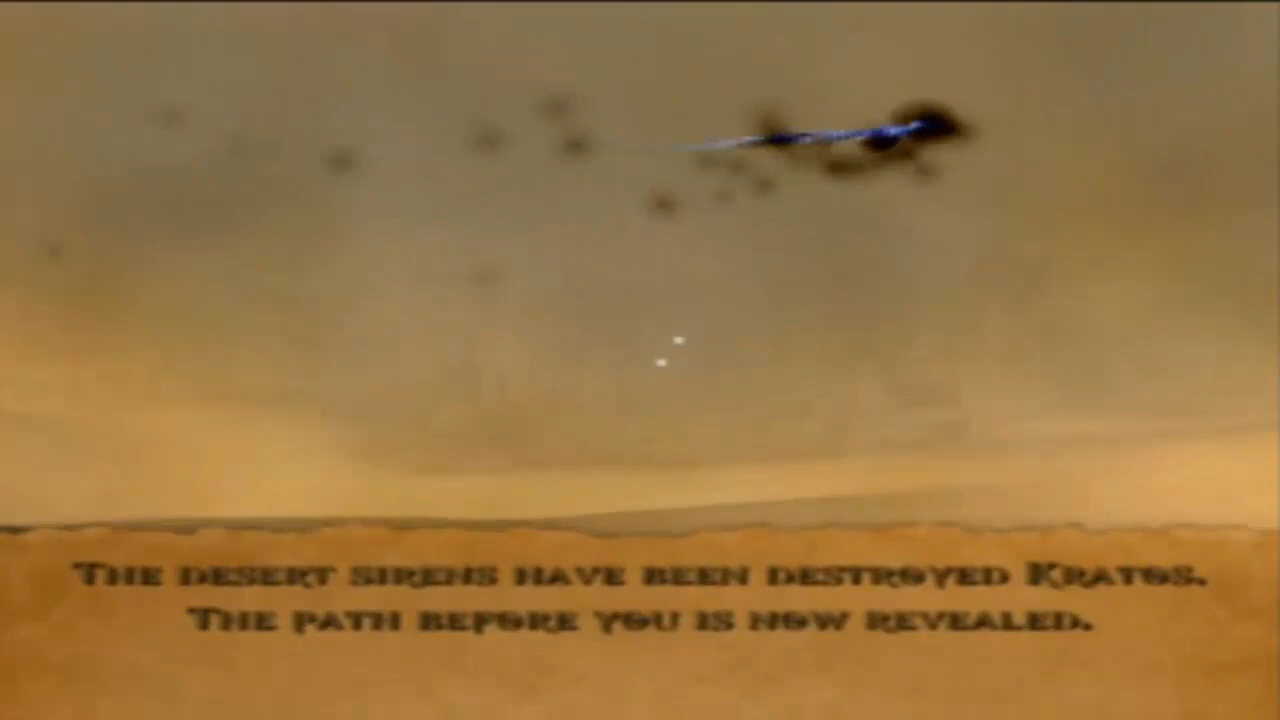 The desert sirens have been destroyed Kratos.
The path before you is now revealed.